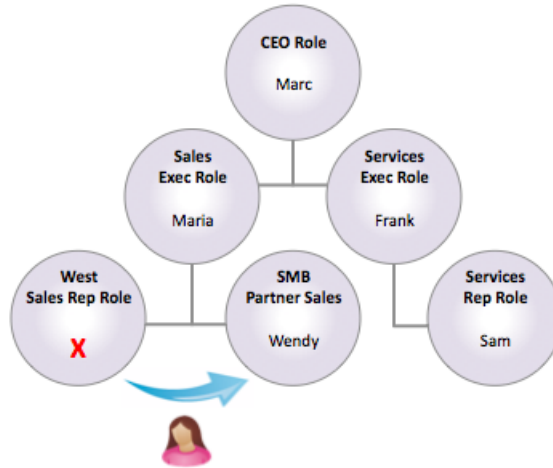 CEO Role
Marc
Sales
Exec Role
Maria
Services
Exec Role
Frank
West
Sales Rep Role
X
SMB
Partner Sales
Wendy
Services
Rep Role
Sam